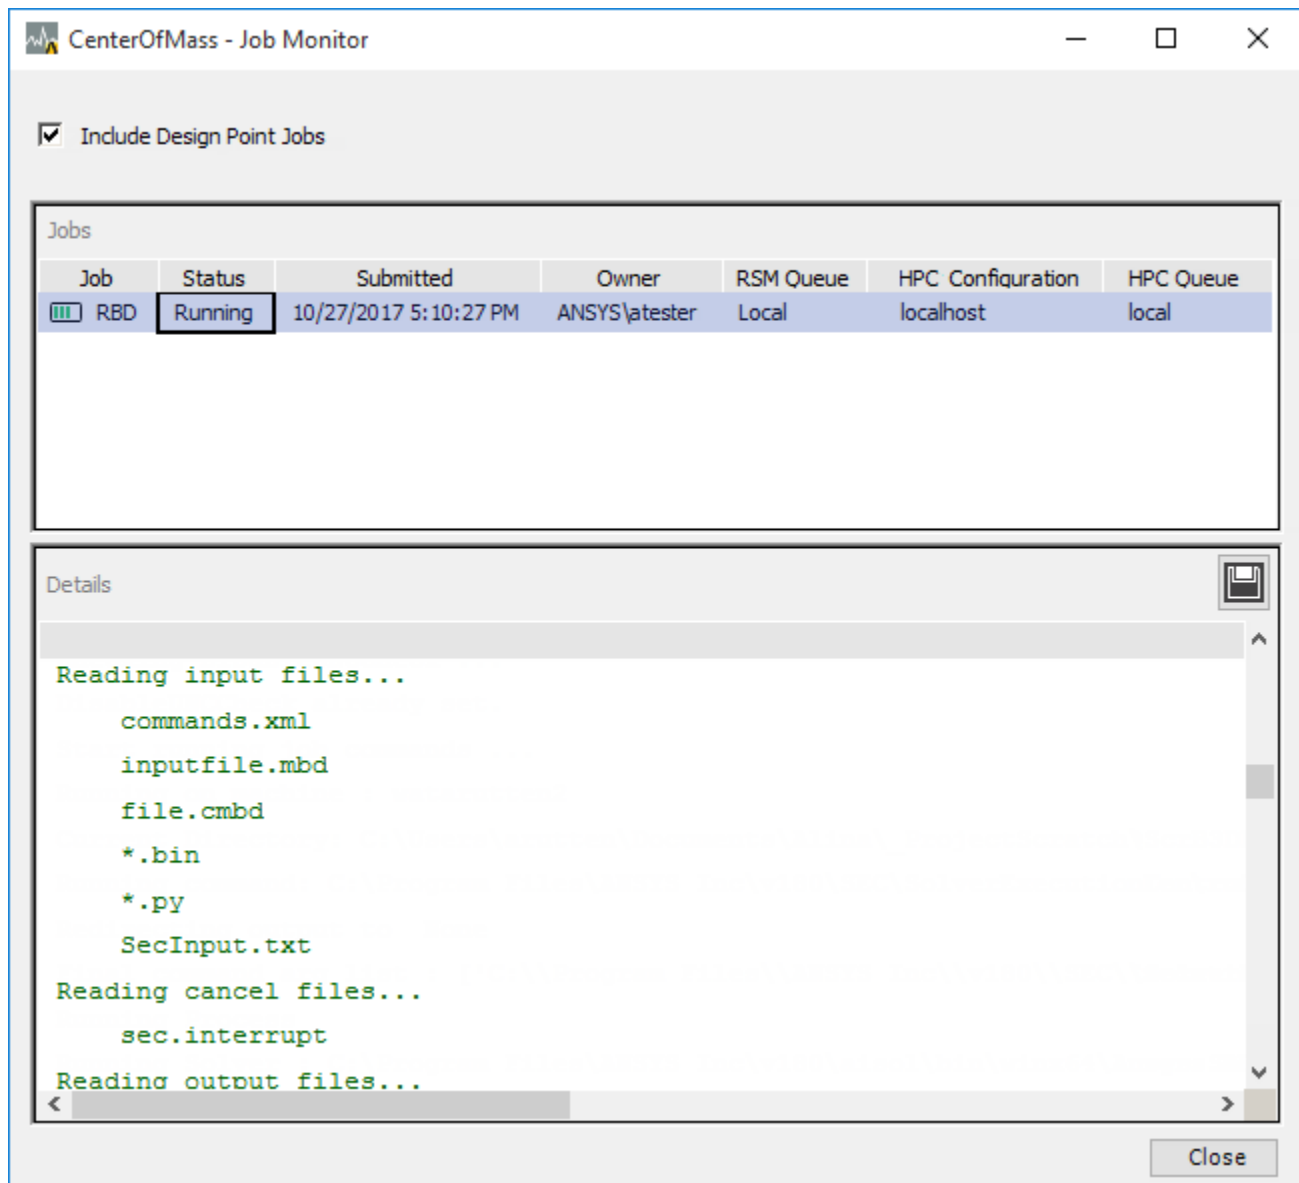 CenterOfMass - Job Monitor
Include Design Point Jobs
Jobs
Job Status Submitted Owner RSM Queue HPC Configuration HPC Queue
RBD Running 10/27/2017 5:10:27 PM ANSYS\atester Local localhost local
Details
Reading input files...
commands.xml
inputfile.mbd
file.cmbd
*.bin
*.py
SecInput.txt
Reading cancel files...
sec.interrupt
Reading output files...
Close